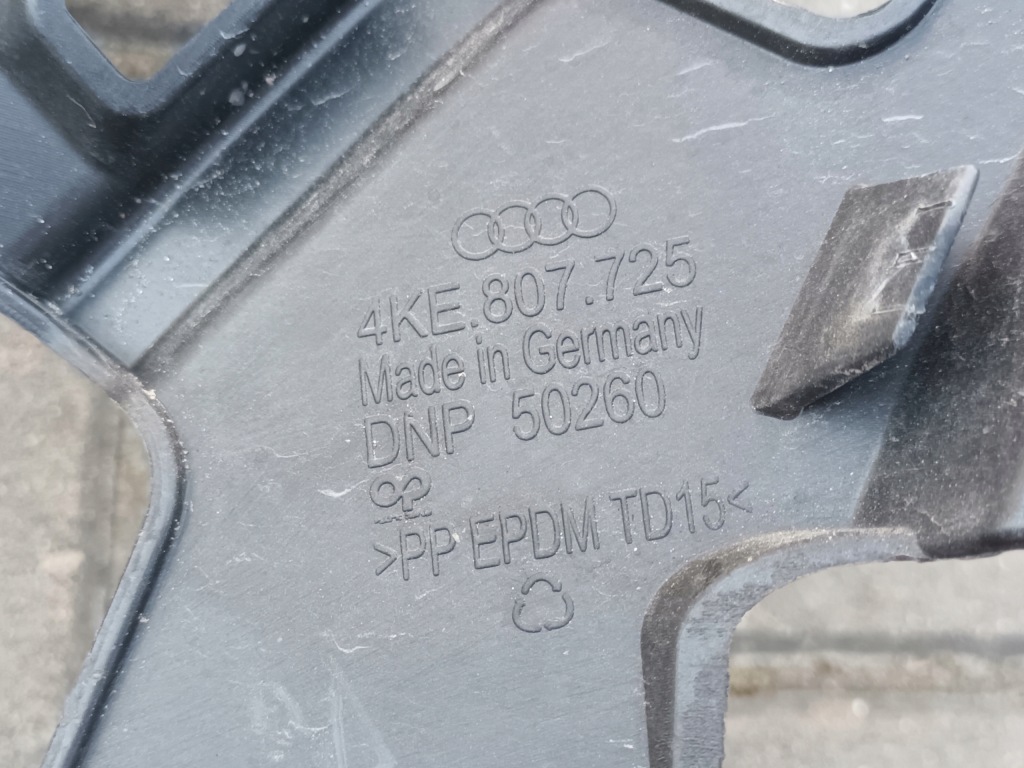 4KE.807.725
Made in Germany
DNP 50260
>PP EPDM TD15<